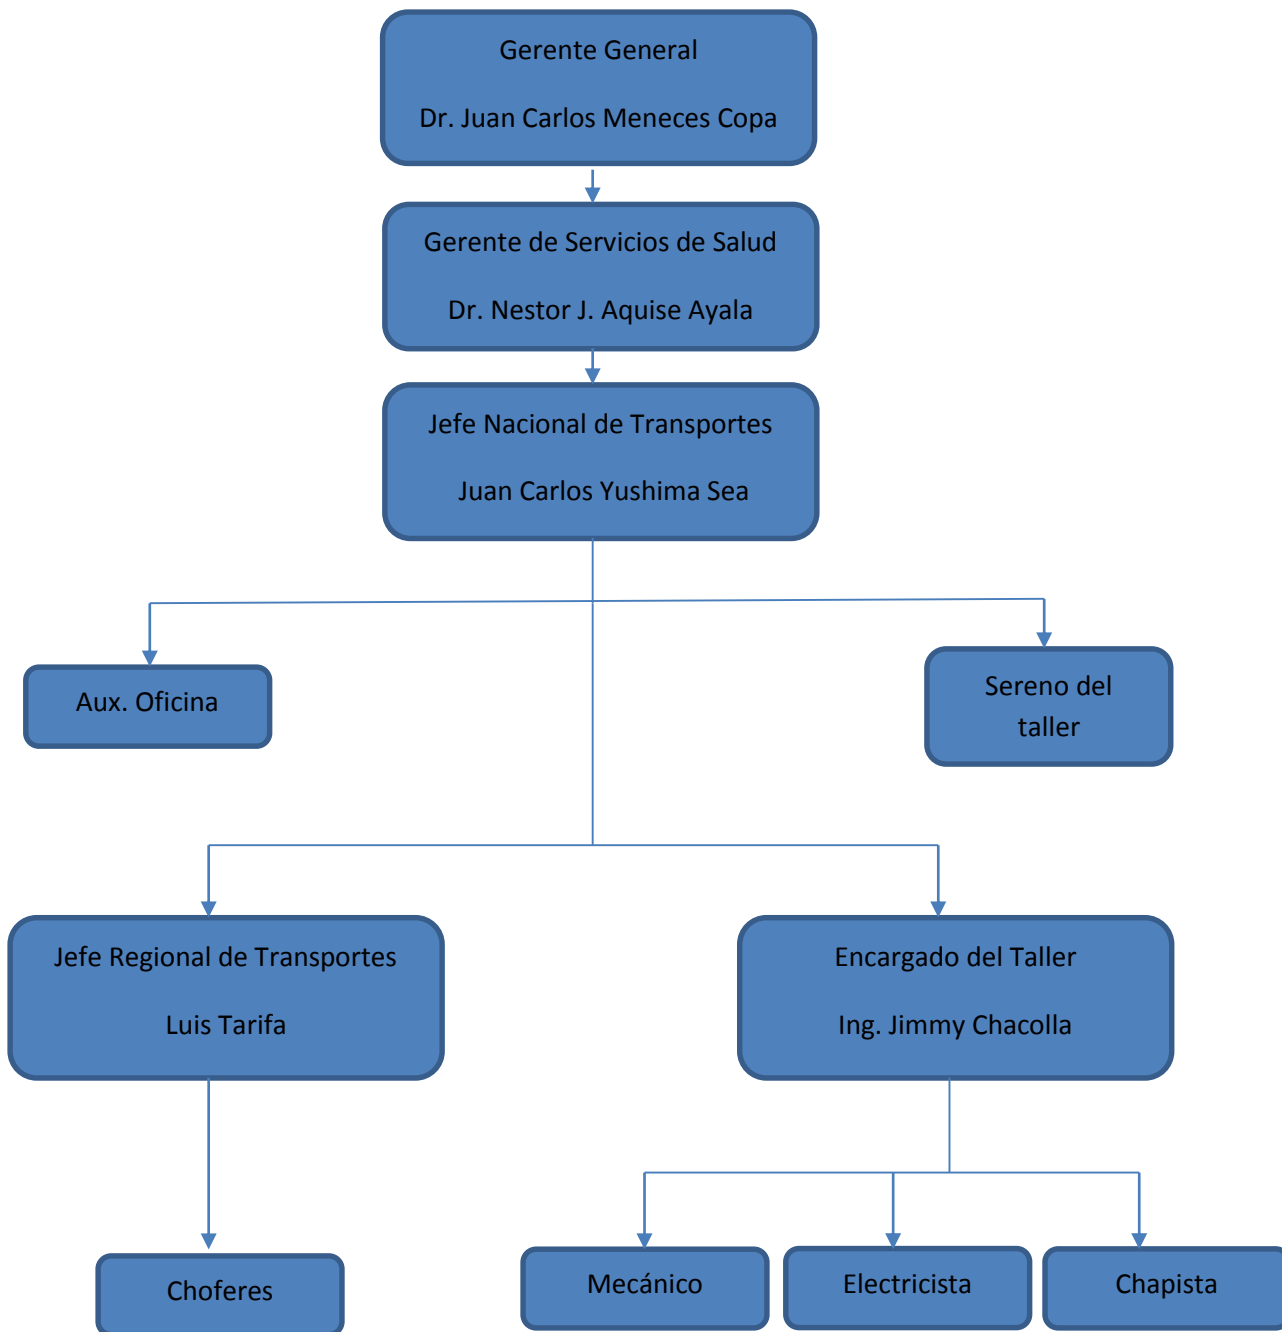 Gerente General
Dr. Juan Carlos Meneces Copa
Gerente de Servicios de Salud
Dr. Nestor J. Aquise Ayala
Jefe Nacional de Transportes
Juan Carlos Yushima Sea
Aux. Oficina
Sereno del
taller
Jefe Regional de Transportes
Luis Tarifa
Encargado del Taller
Ing. Jimmy Chacolla
Choferes
Mecánico
Electricista
Chapista